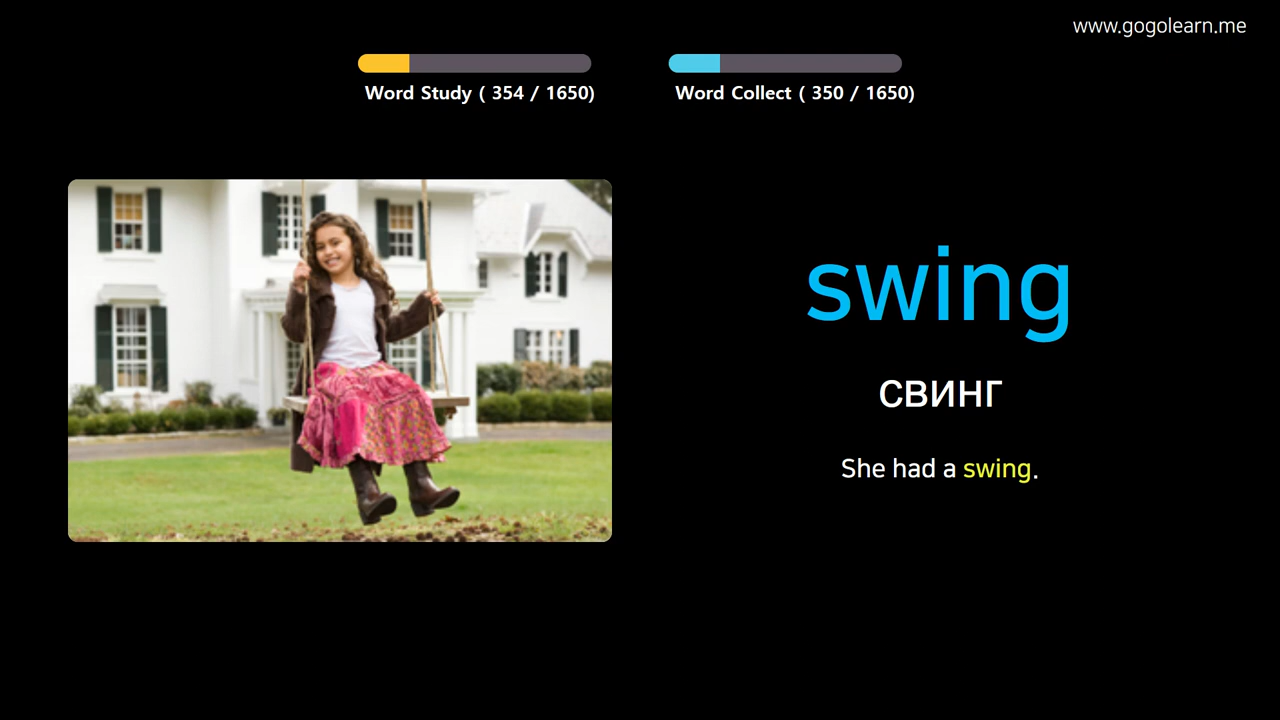 www.gogolearn.me
Word Study ( 354 / 1650)
Word Collect ( 350 / 1650)
swing
свинг
She had a swing.